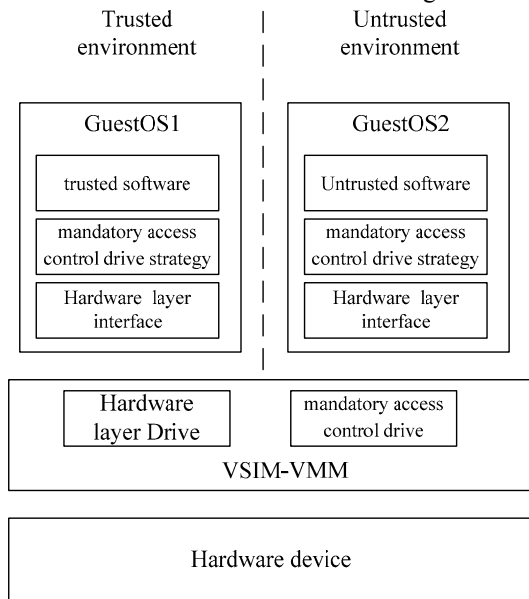 Trusted
environment
Untrusted
environment
GuestOS1
trusted software
mandatory access
control drive strategy
Hardware layer
interface
GuestOS2
Untrusted software
mandatory access
control drive strategy
Hardware layer
interface
Hardware
layer Drive
mandatory access
control drive
VSIM-VMM
Hardware device